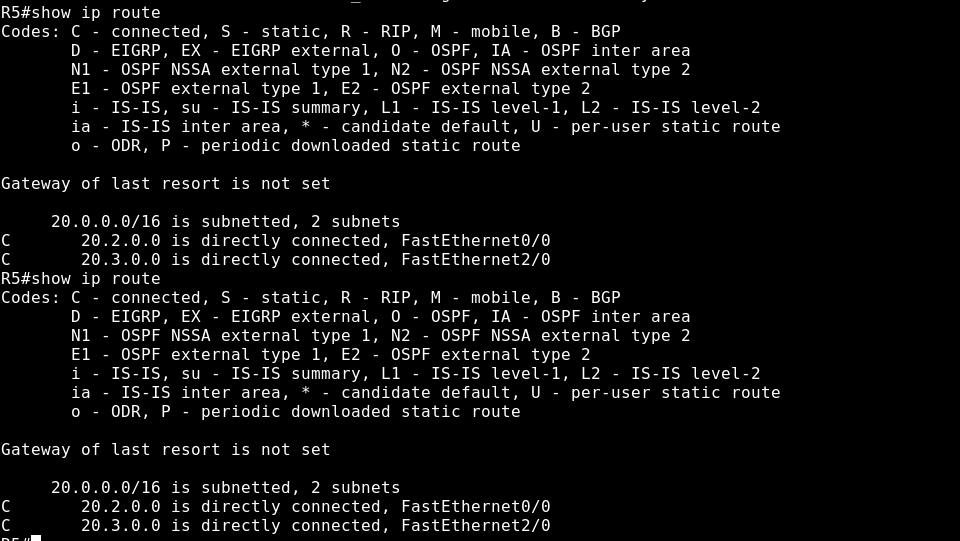 R5#show ip route
Codes: C - connected, S - static, R - RIP, M - mobile, B - BGP
       D - EIGRP, EX - EIGRP external, O - OSPF, IA - OSPF inter area
       N1 - OSPF NSSA external type 1, N2 - OSPF NSSA external type 2
       E1 - OSPF external type 1, E2 - OSPF external type 2
       i - IS-IS, su - IS-IS summary, L1 - IS-IS level-1, L2 - IS-IS level-2
       ia - IS-IS inter area, * - candidate default, U - per-user static route
       o - ODR, P - periodic downloaded static route

Gateway of last resort is not set

     20.0.0.0/16 is subnetted, 2 subnets
C       20.2.0.0 is directly connected, FastEthernet0/0
C       20.3.0.0 is directly connected, FastEthernet2/0
R5#show ip route
Codes: C - connected, S - static, R - RIP, M - mobile, B - BGP
       D - EIGRP, EX - EIGRP external, O - OSPF, IA - OSPF inter area
       N1 - OSPF NSSA external type 1, N2 - OSPF NSSA external type 2
       E1 - OSPF external type 1, E2 - OSPF external type 2
       i - IS-IS, su - IS-IS summary, L1 - IS-IS level-1, L2 - IS-IS level-2
       ia - IS-IS inter area, * - candidate default, U - per-user static route
       o - ODR, P - periodic downloaded static route

Gateway of last resort is not set

     20.0.0.0/16 is subnetted, 2 subnets
C       20.2.0.0 is directly connected, FastEthernet0/0
C       20.3.0.0 is directly connected, FastEthernet2/0
R5#